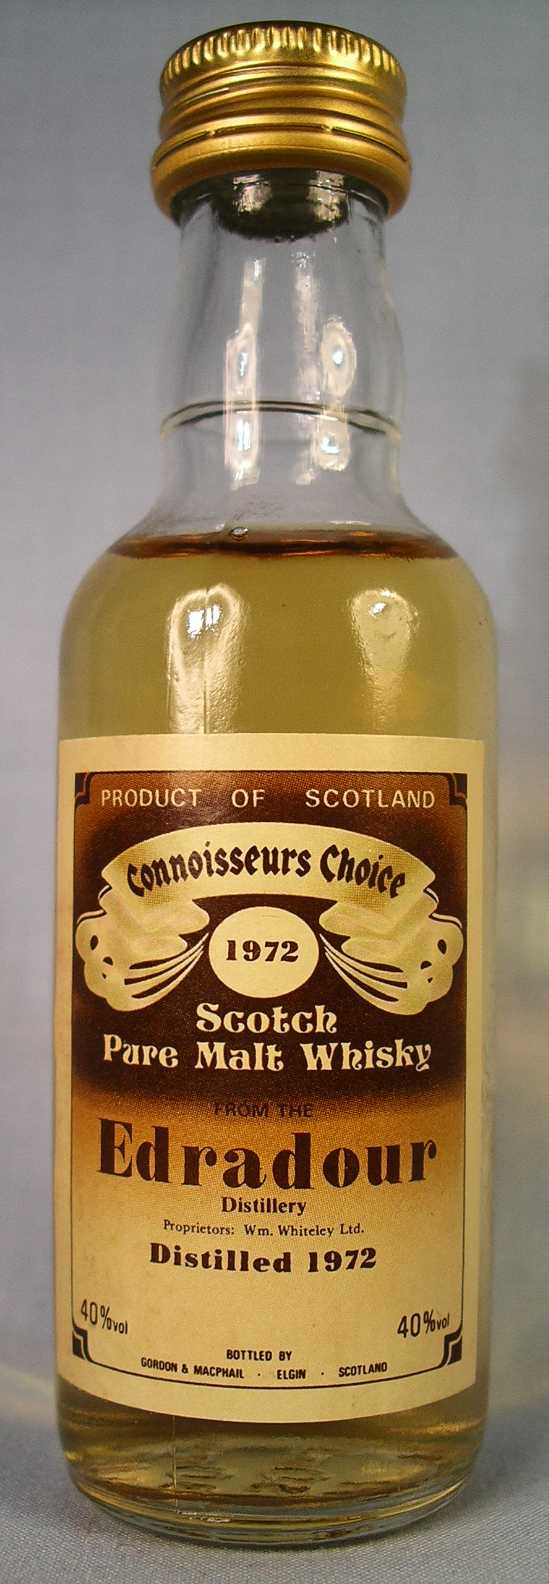 PRODUCT OF SCOTLAND
Connoisseurs Choice
1972
Scotch
Pure Malt Whisky
FROM THE
Edradour
Distillery
Proprietors: Wm. Whiteley Ltd.
Distilled 1972
40%vol 40%vol
BOTTLED BY
GORDON & MACPHAIL · ELGIN · SCOTLAND